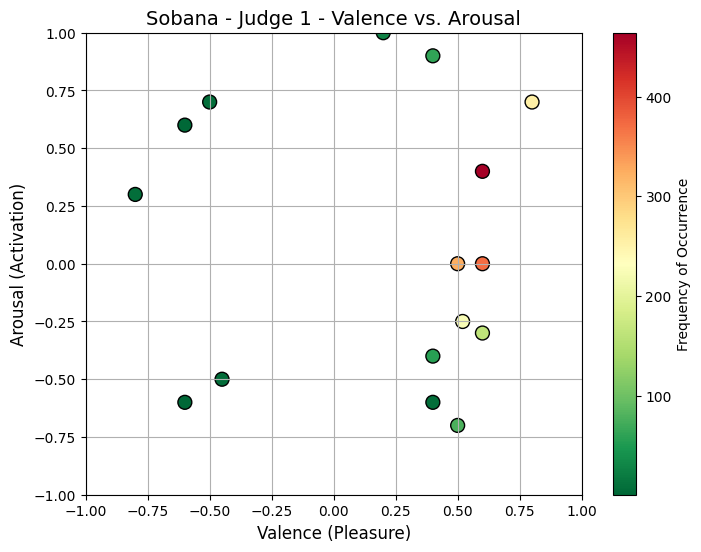 Sobana - Judge 1 - Valence vs. Arousal
1.00
0.75
0.50
0.25
0.00
−0.25
−0.50
−0.75
−1.00
Arousal (Activation)
−1.00 −0.75 −0.50 −0.25 0.00 0.25 0.50 0.75 1.00
Valence (Pleasure)
400
300
200
100
Frequency of Occurrence